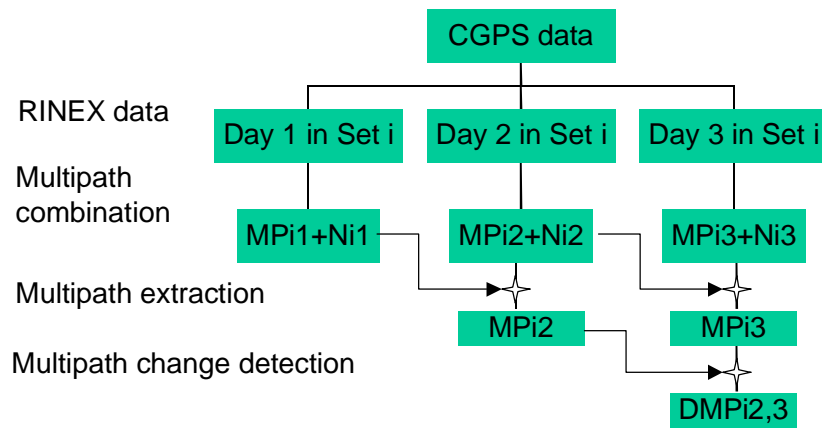 CGPS data
RINEX data
Day 1 in Set i
Day 2 in Set i
Day 3 in Set i
Multipath
combination
MPi1+Ni1
MPi2+Ni2
MPi3+Ni3
Multipath extraction
MPi2
MPi3
Multipath change detection
DMPi2,3